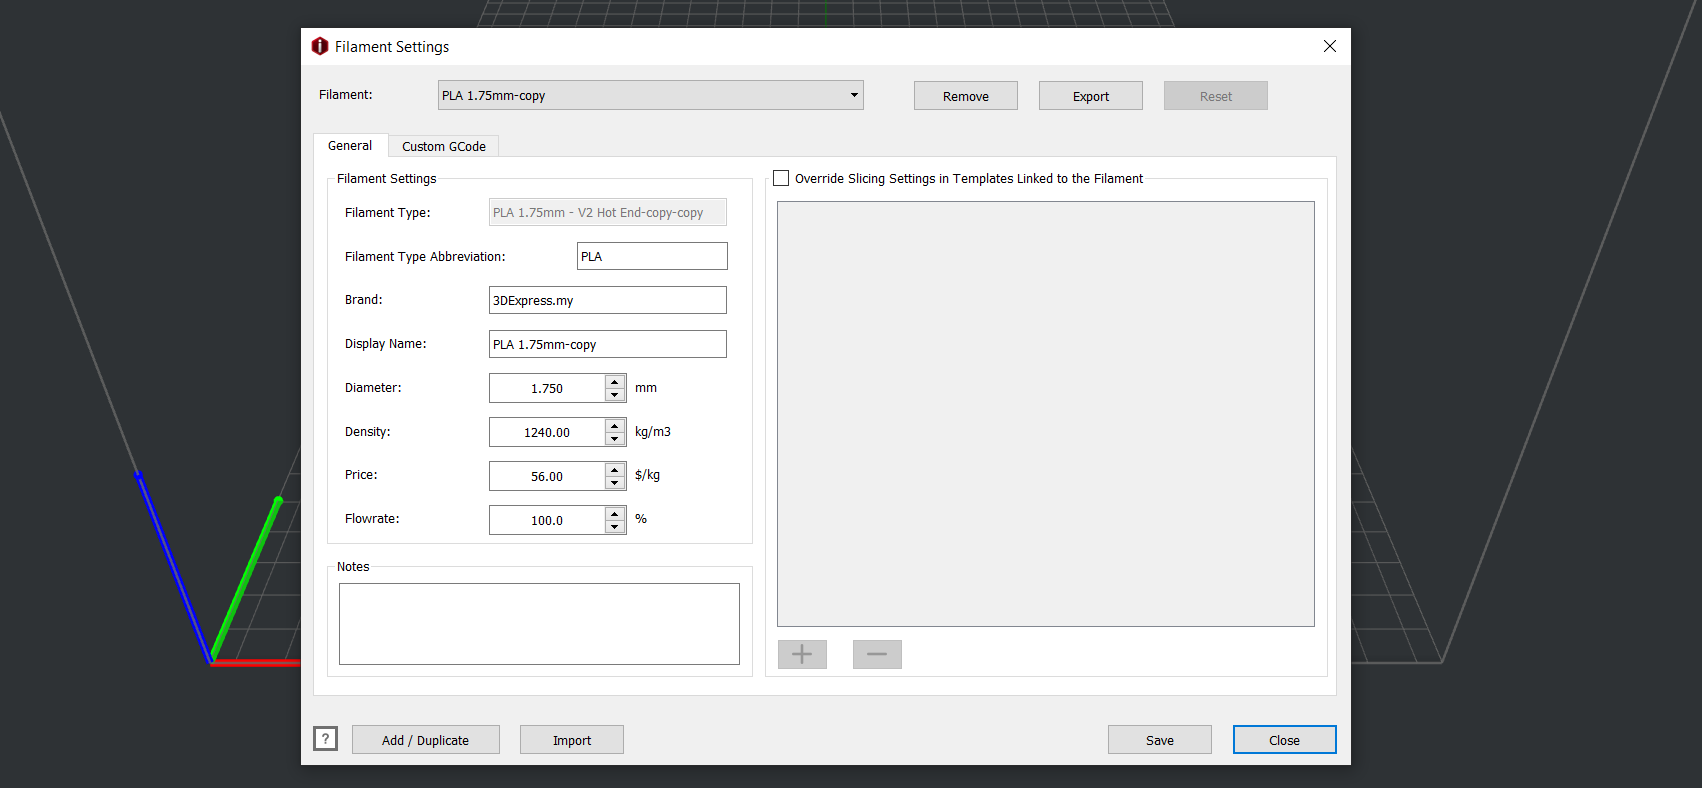 Filament Settings
Filament: PLA 1.75mm-copy Remove Export Reset
General Custom GCode
Filament Settings
Filament Type: PLA 1.75mm - V2 Hot End-copy-copy
Filament Type Abbreviation: PLA
Brand: 3DExpress.my
Display Name: PLA 1.75mm-copy
Diameter: 1.750 mm
Density: 1240.00 kg/m3
Price: 56.00 $/kg
Flowrate: 100.0 %
Notes
Override Slicing Settings in Templates Linked to the Filament
? Add / Duplicate Import Save Close